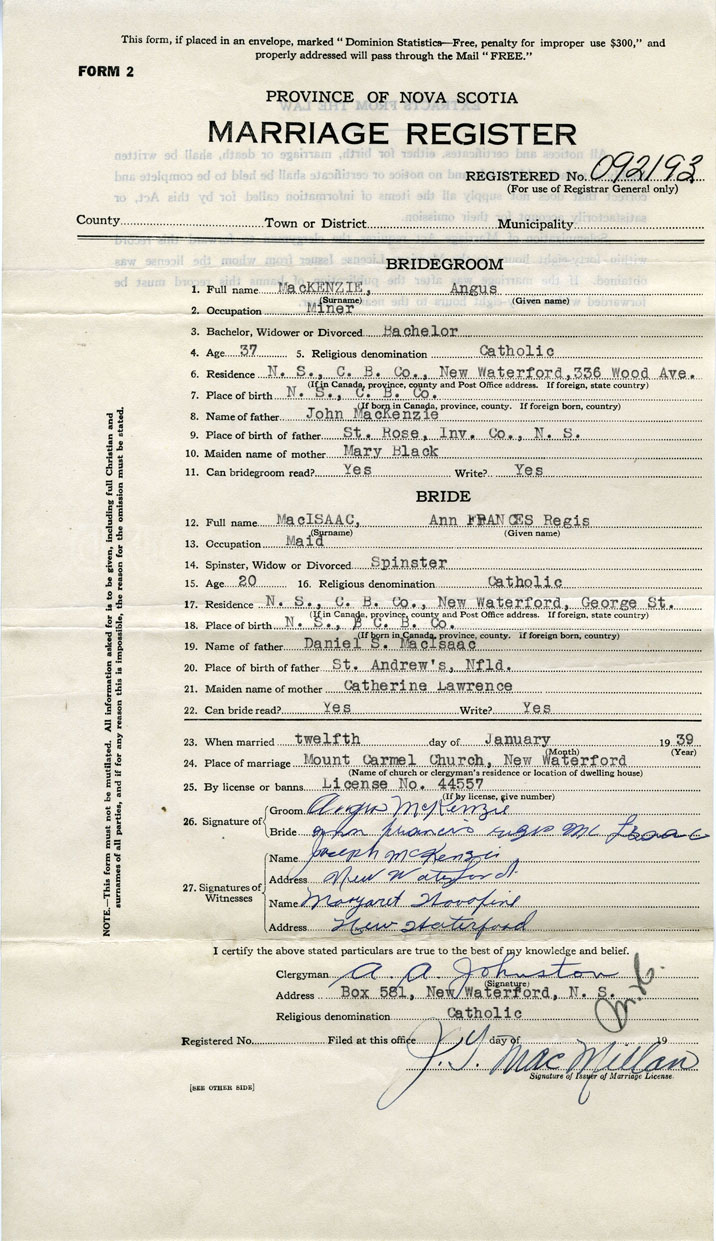 This form, if placed in an envelope, marked "Dominion Statistics—Free, penalty for improper use $300," and
properly addressed will pass through the Mail "FREE."
FORM 2
PROVINCE OF NOVA SCOTIA
MARRIAGE REGISTER
REGISTERED No. 092193
(For use of Registrar General only)
County Town or District Municipality
BRIDEGROOM
1. Full name MacKENZIE, Angus
(Surname) (Given name)
2. Occupation Miner
3. Bachelor, Widower or Divorced Bachelor
4. Age 37 5. Religious denomination Catholic
6. Residence N. S., C. B. Co., New Waterford, 336 Wood Ave.
(If in Canada, province, county and Post Office address. If foreign, state country)
7. Place of birth N. S., C. B. Co.
(If born in Canada, province, county. If foreign born, country)
8. Name of father John MacKenzie
9. Place of birth of father St. Rose, Inv. Co., N. S.
10. Maiden name of mother Mary Black
11. Can bridegroom read? Yes Write? Yes
BRIDE
12. Full name MacISAAC, Ann FRANCES Regis
(Surname) (Given name)
13. Occupation Maid
14. Spinster, Widow or Divorced Spinster
15. Age 20 16. Religious denomination Catholic
17. Residence N. S., C. B. Co., New Waterford, George St.
(If in Canada, province, county and Post Office address. If foreign, state country)
18. Place of birth N. S., C. B. Co.
(If born in Canada, province, county. If foreign born, country)
19. Name of father Daniel S. MacIsaac
20. Place of birth of father St. Andrew's, Nfld.
21. Maiden name of mother Catherine Lawrence
22. Can bride read? Yes Write? Yes
23. When married twelfth day of January 1939
(Month) (Year)
24. Place of marriage Mount Carmel Church, New Waterford
(Name of church or clergyman's residence or location of dwelling house)
25. By license or banns License No. 44557
(If by license, give number)
26. Signature of Groom Angus McKenzie
Bride Ann Francis Regis Mc Isaac
27. Signatures of Witnesses
Name Joseph McKenzie
Address New Waterford
Name Margaret
Address New Waterford
I certify the above stated particulars are true to the best of my knowledge and belief.
Clergyman A. A. Johnston
(Signature)
Address Box 581, New Waterford, N. S.
Religious denomination Catholic
Registered No. Filed at this office day of 19
J. Y. MacMillan
Signature of Issuer of Marriage License.
[SEE OTHER SIDE]
NOTE.—This form must not be mutilated. All information asked for is to be given, including full Christian and
surnames of all parties, and if for any reason this is impossible, the reason for the omission must be stated.